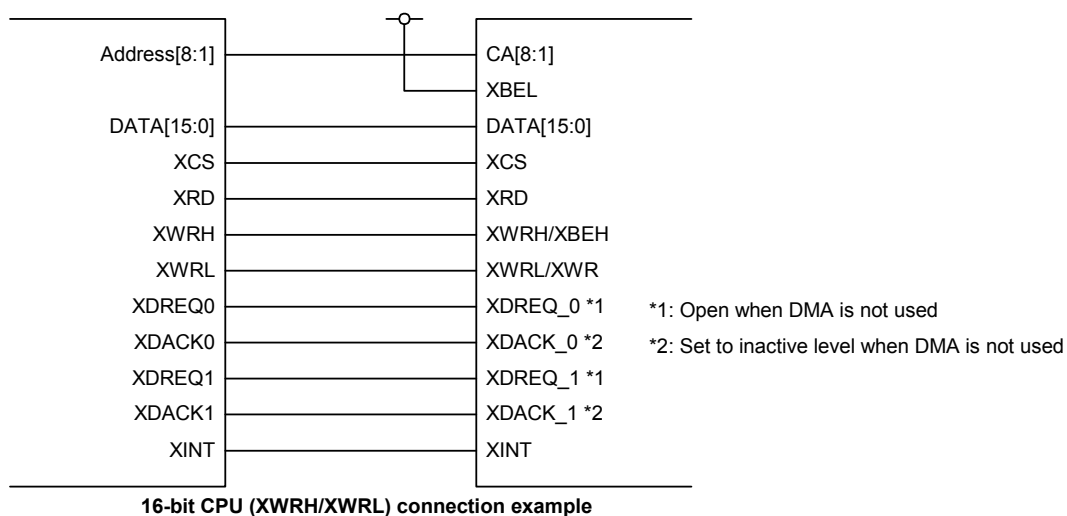 Address[8:1] CA[8:1]
XBEL
DATA[15:0] DATA[15:0]
XCS XCS
XRD XRD
XWRH XWRH/XBEH
XWRL XWRL/XWR
XDREQ0 XDREQ_0 *1 *1: Open when DMA is not used
XDACK0 XDACK_0 *2 *2: Set to inactive level when DMA is not used
XDREQ1 XDREQ_1 *1
XDACK1 XDACK_1 *2
XINT XINT
16-bit CPU (XWRH/XWRL) connection example